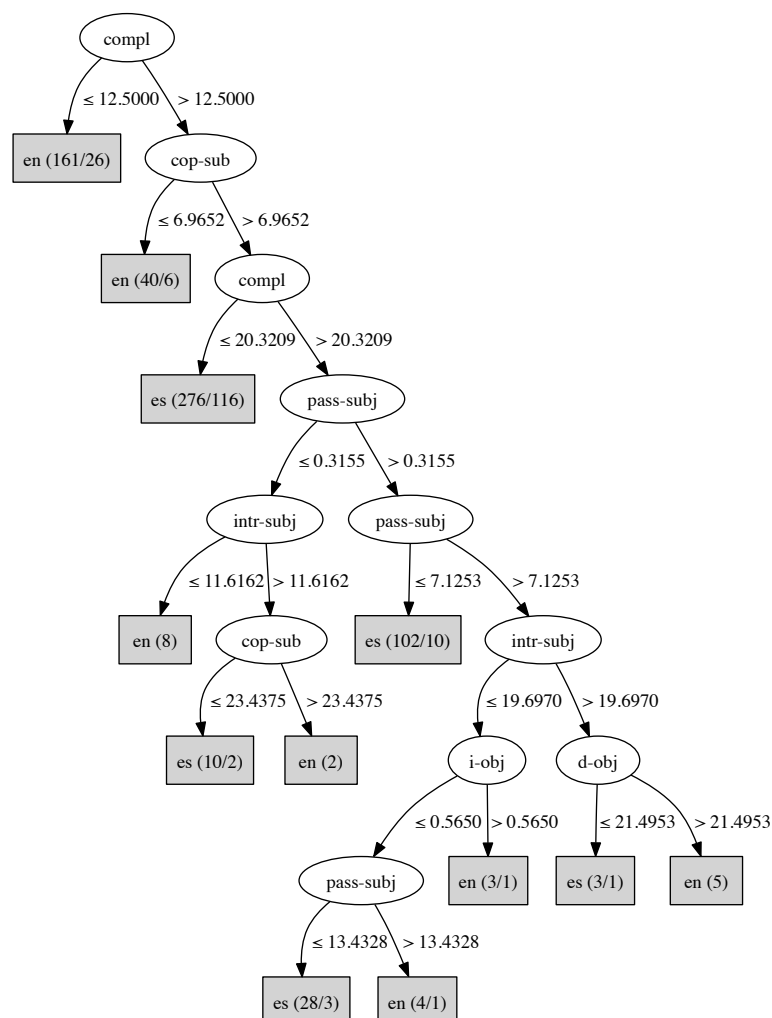 compl
≤ 12.5000 > 12.5000
en (161/26) cop-sub
≤ 6.9652 > 6.9652
en (40/6) compl
≤ 20.3209 > 20.3209
es (276/116) pass-subj
≤ 0.3155 > 0.3155
intr-subj pass-subj
≤ 11.6162 > 11.6162 ≤ 7.1253 > 7.1253
en (8) cop-sub es (102/10) intr-subj
≤ 23.4375 > 23.4375 ≤ 19.6970 > 19.6970
es (10/2) en (2) i-obj d-obj
≤ 0.5650 > 0.5650 ≤ 21.4953 > 21.4953
pass-subj en (3/1) es (3/1) en (5)
≤ 13.4328 > 13.4328
es (28/3) en (4/1)